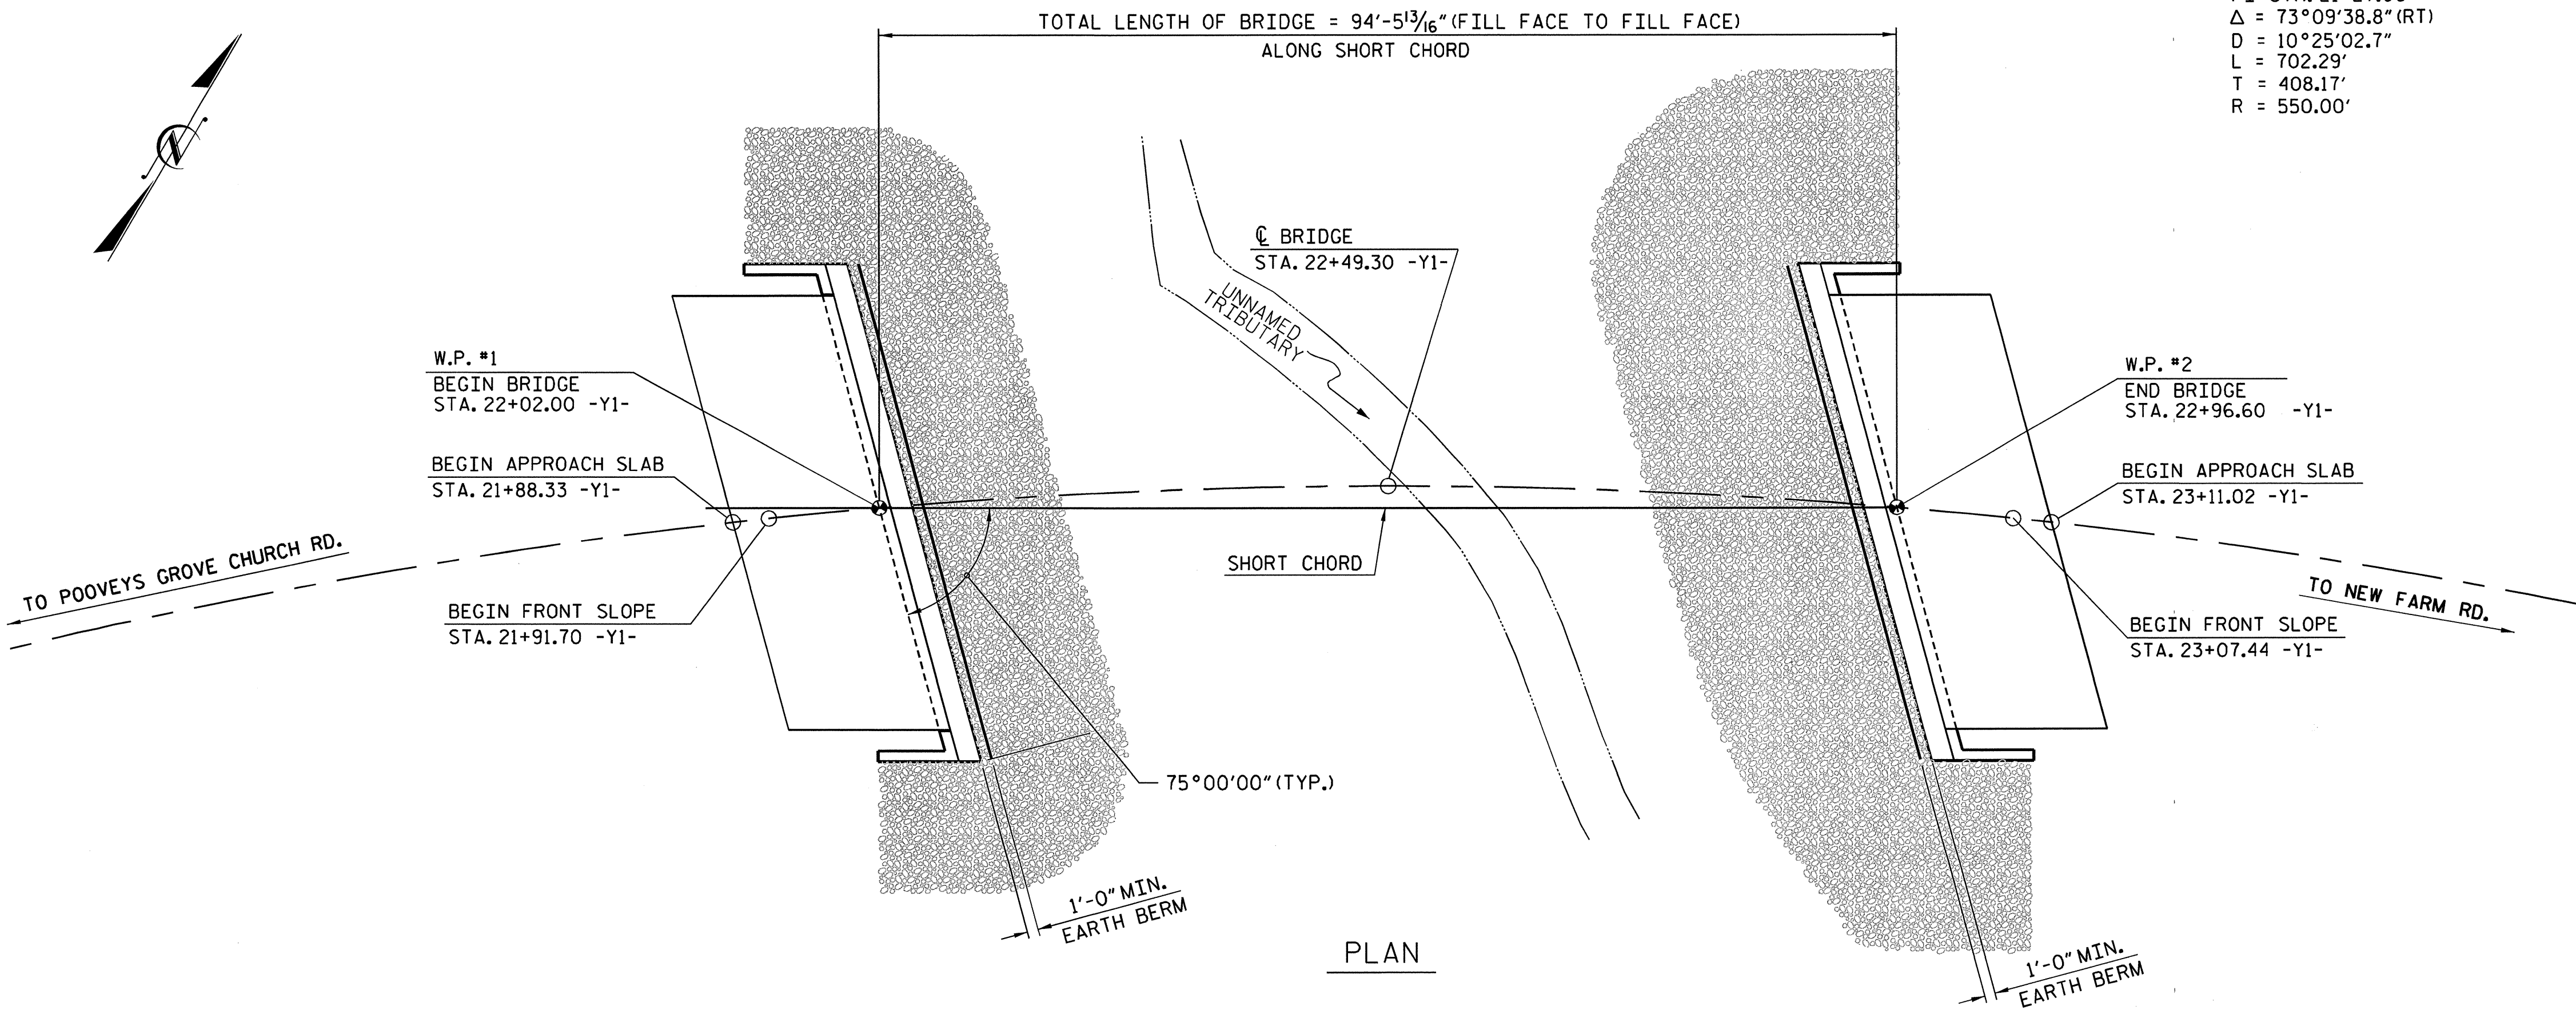 TOTAL LENGTH OF BRIDGE = 94'-5 13/16" (FILL FACE TO FILL FACE)
ALONG SHORT CHORD
Δ = 73°09'38.8" (RT)
D = 10°25'02.7"
L = 702.29'
T = 408.17'
R = 550.00'
N
℄ BRIDGE
STA. 22+49.30 -Y1-
UNNAMED
TRIBUTARY
W.P. #1
BEGIN BRIDGE
STA. 22+02.00 -Y1-
W.P. #2
END BRIDGE
STA. 22+96.60 -Y1-
BEGIN APPROACH SLAB
STA. 21+88.33 -Y1-
BEGIN APPROACH SLAB
STA. 23+11.02 -Y1-
TO POOVEYS GROVE CHURCH RD.
SHORT CHORD
TO NEW FARM RD.
BEGIN FRONT SLOPE
STA. 21+91.70 -Y1-
BEGIN FRONT SLOPE
STA. 23+07.44 -Y1-
75°00'00" (TYP.)
1'-0" MIN.
EARTH BERM
PLAN
1'-0" MIN.
EARTH BERM